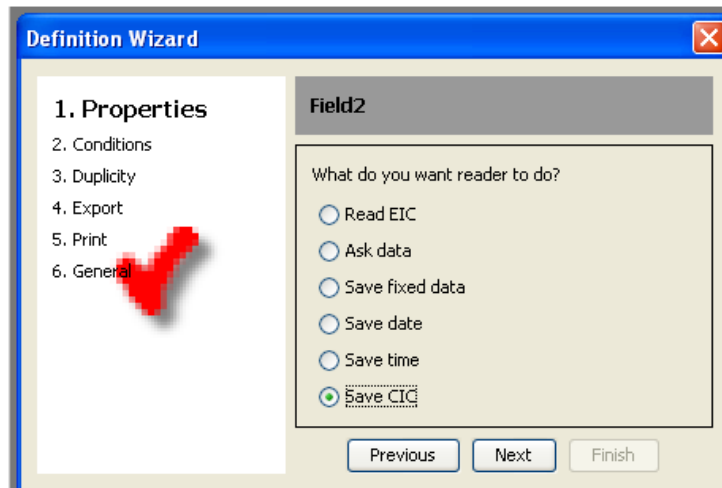 Definition Wizard
1. Properties
2. Conditions
3. Duplicity
4. Export
5. Print
6. General
Field2
What do you want reader to do?
Read EIC
Ask data
Save fixed data
Save date
Save time
Save CIC
Previous
Next
Finish